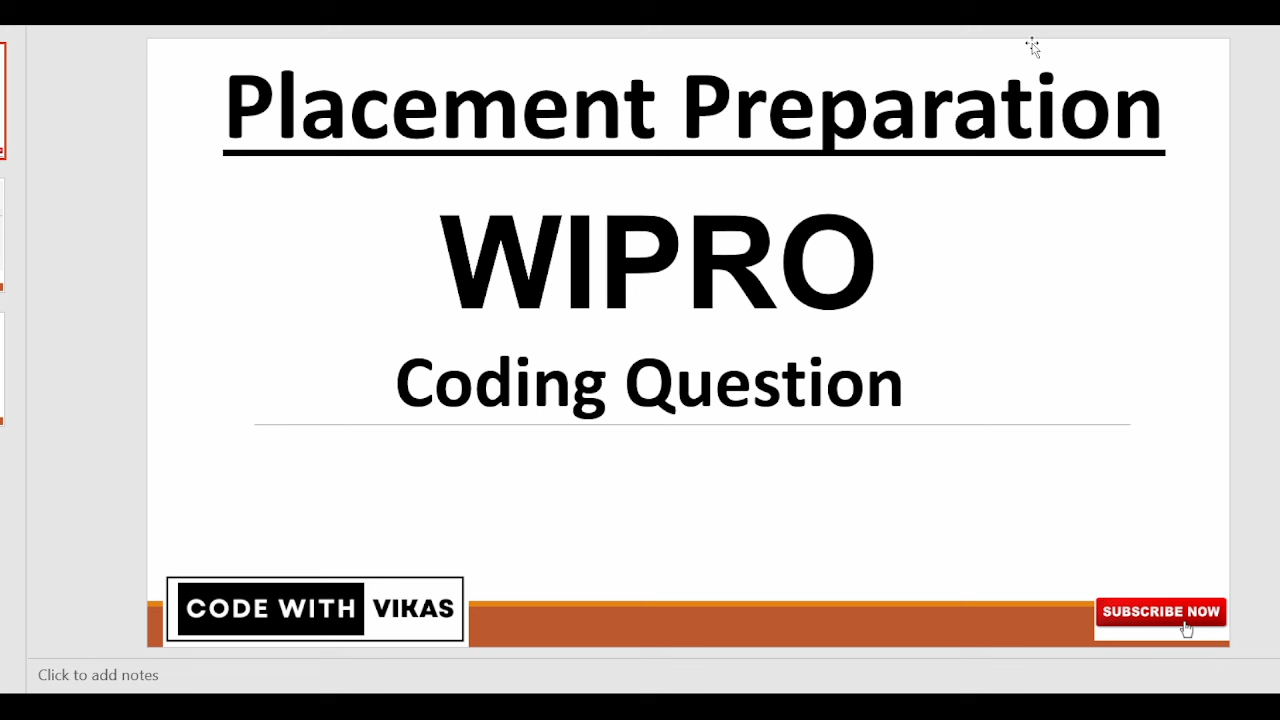 Placement Preparation
WIPRO
Coding Question
CODE WITH VIKAS
SUBSCRIBE NOW
Click to add notes